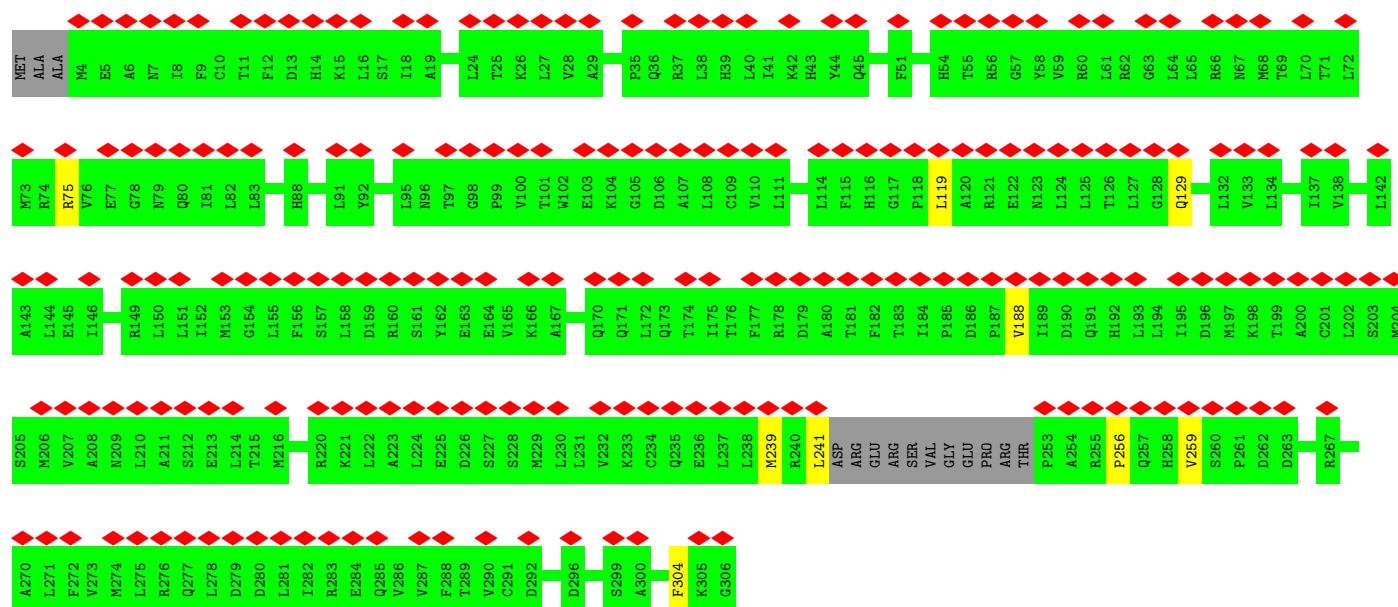 MET ALA ALA M4 E5 A6 N7 I8 F9 C10 T11 F12 D13 H14 K15 L16 S17 I18 A19 L24 T25 K26 L27 V28 A29 P35 Q36 R37 L38 H39 L40 I41 K42 H43 Y44 Q45 F51 H54 T55 R56 G57 Y58 V59 R60 L61 R62 G63 L64 L65 R66 N67 M68 T69 L70 T71 L72
M73 R74 R75 V76 E77 G78 N79 Q80 I81 L82 L83 H88 L91 Y92 L95 N96 T97 G98 P99 V100 T101 W102 E103 K104 G105 D106 A107 L108 C109 V110 L111 L114 F115 H116 G117 P118 L119 A120 R121 E122 N123 L124 L125 T126 L127 G128 Q129 L132 V133 L134 I137 V138 L142
A143 L144 E145 I146 R149 L150 L151 I152 M153 G154 L155 F156 S157 L158 D159 R160 S161 Y162 E163 E164 V165 K166 A167 Q170 Q171 L172 Q173 T174 I175 T176 F177 R178 D179 A180 T181 F182 T183 I184 P185 D186 P187 V188 I189 D190 Q191 H192 L193 L194 I195 D196 M197 K198 T199 A200 C201 L202 S203 M204
S205 M206 V207 A208 N209 L210 A211 S212 E213 L214 T215 M216 R220 K221 L222 A223 L224 E225 D226 S227 S228 M229 L230 L231 V232 K233 C234 Q235 E236 L237 L238 M239 R240 L241 ASP ARG GLU ARG SER VAL GLY GLU PRO ARG THR P253 A254 R255 P256 Q257 H258 V259 S260 P261 D262 D263 R267
A270 L271 F272 V273 M274 L275 R276 Q277 L278 D279 D280 L281 I282 R283 E284 Q285 V286 V287 F288 T289 V290 C291 D292 D296 S299 A300 F304 K305 G306